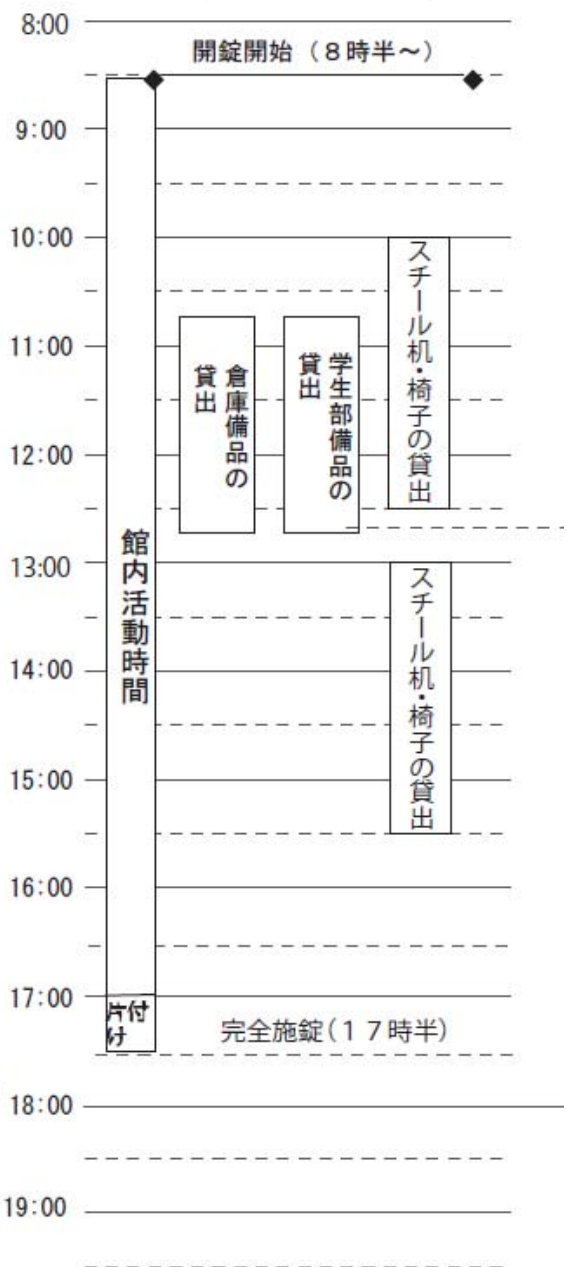 8:00
開錠開始（８時半～）
9:00
10:00
11:00
12:00
13:00
14:00
15:00
16:00
17:00
18:00
19:00
館内活動時間
片付
け
倉庫備品の
貸出
学生部備品の
貸出
スチール机・椅子の貸出
スチール机・椅子の貸出
完全施錠（１７時半）